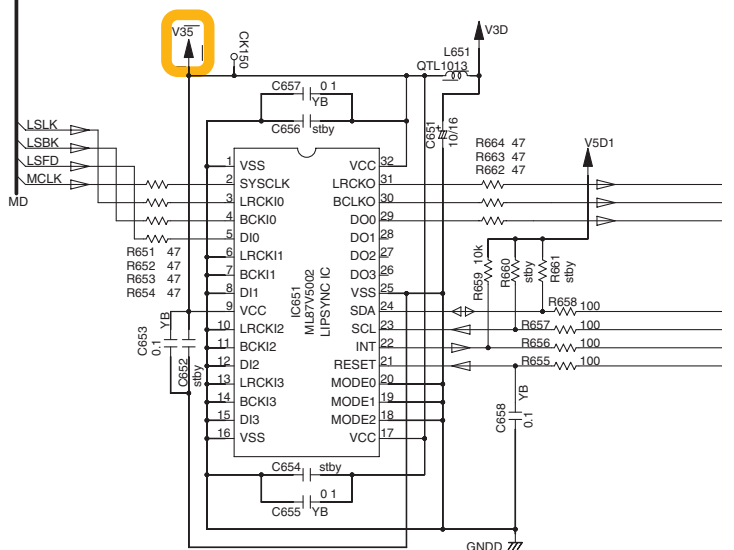 V35
CK150
V3D
L651
QTL1013
C657
0 1
YB
C656
stby
C651
+
10/16
LSLK
LSBK
LSFD
MCLK
MD
R664 47
R663 47
R662 47
V5D1
1 VSS
2 SYSCLK
3 LRCKI0
4 BCKI0
5 DI0
6 LRCKI1
7 BCKI1
8 DI1
9 VCC
10 LRCKI2
11 BCKI2
12 DI2
13 LRCKI3
14 BCKI3
15 DI3
16 VSS
IC651
ML87V5002
LIPSYNC IC
VCC 32
LRCKO 31
BCLKO 30
DO0 29
DO1 28
DO2 27
DO3 26
VSS 25
SDA 24
SCL 23
INT 22
RESET 21
MODE0 20
MODE1 19
MODE2 18
VCC 17
R651 47
R652 47
R653 47
R654 47
C653
0.1
YB
C652
stby
R659 10k
R660
stby
R661
stby
R658 100
R657 100
R656 100
R655 100
C658
YB
0.1
C654
stby
C655
0 1
YB
GNDD